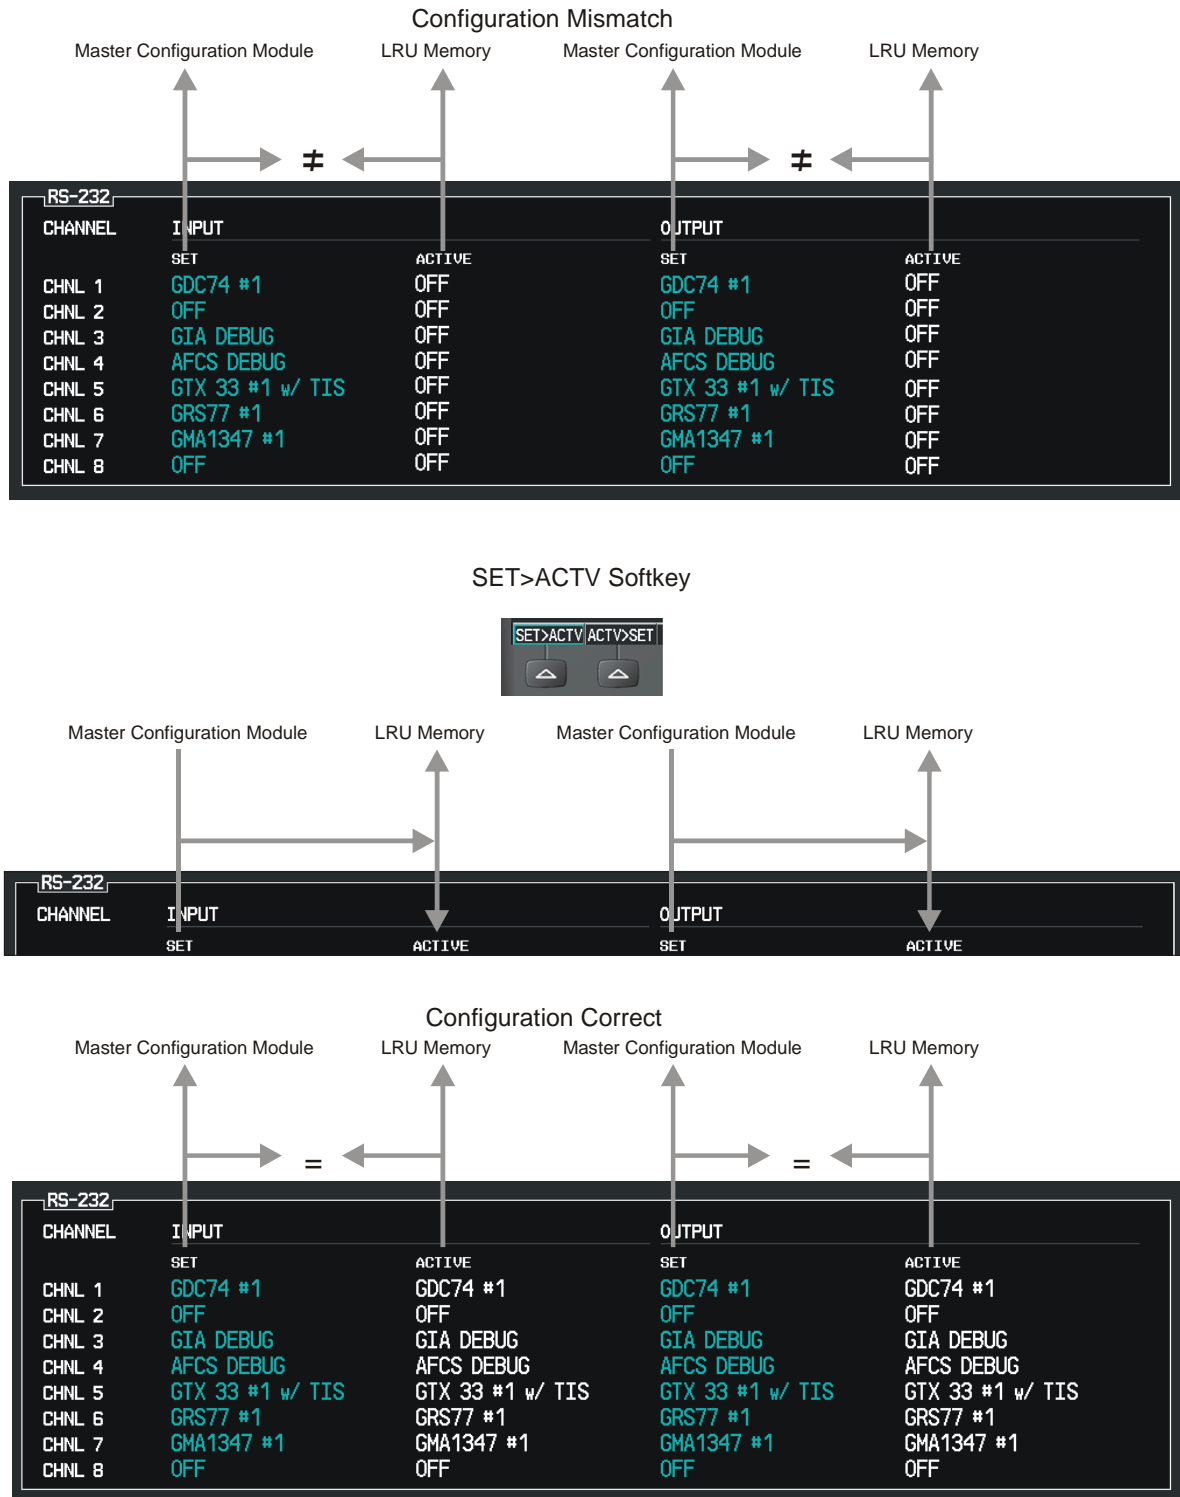 Configuration Mismatch
Master Configuration Module LRU Memory Master Configuration Module LRU Memory
≠ ≠
RS-232
CHANNEL INPUT OUTPUT
SET ACTIVE SET ACTIVE
CHNL 1 GDC74 #1 OFF GDC74 #1 OFF
CHNL 2 OFF OFF OFF OFF
CHNL 3 GIA DEBUG OFF GIA DEBUG OFF
CHNL 4 AFCS DEBUG OFF AFCS DEBUG OFF
CHNL 5 GTX 33 #1 w/ TIS OFF GTX 33 #1 w/ TIS OFF
CHNL 6 GRS77 #1 OFF GRS77 #1 OFF
CHNL 7 GMA1347 #1 OFF GMA1347 #1 OFF
CHNL 8 OFF OFF OFF OFF
SET>ACTV Softkey
SET>ACTV ACTV>SET
Master Configuration Module LRU Memory Master Configuration Module LRU Memory
RS-232
CHANNEL INPUT OUTPUT
SET ACTIVE SET ACTIVE
Configuration Correct
Master Configuration Module LRU Memory Master Configuration Module LRU Memory
= =
RS-232
CHANNEL INPUT OUTPUT
SET ACTIVE SET ACTIVE
CHNL 1 GDC74 #1 GDC74 #1 GDC74 #1 GDC74 #1
CHNL 2 OFF OFF OFF OFF
CHNL 3 GIA DEBUG GIA DEBUG GIA DEBUG GIA DEBUG
CHNL 4 AFCS DEBUG AFCS DEBUG AFCS DEBUG AFCS DEBUG
CHNL 5 GTX 33 #1 w/ TIS GTX 33 #1 w/ TIS GTX 33 #1 w/ TIS GTX 33 #1 w/ TIS
CHNL 6 GRS77 #1 GRS77 #1 GRS77 #1 GRS77 #1
CHNL 7 GMA1347 #1 GMA1347 #1 GMA1347 #1 GMA1347 #1
CHNL 8 OFF OFF OFF OFF